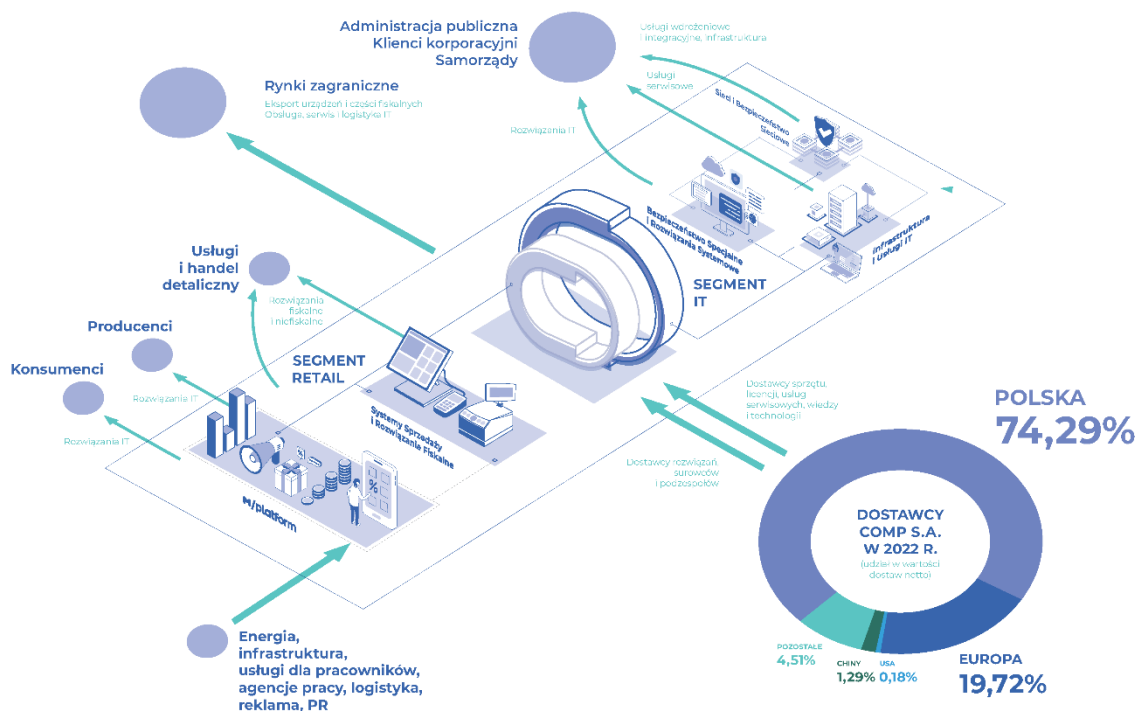 Administracja publiczna
Klienci korporacyjni
Samorządy
Usługi wdrożeniowe
i integracyjne, infrastruktura
Usługi
serwisowe
Rozwiązania IT
Rynki zagraniczne
Eksport urządzeń i części fiskalnych
Obsługa, serwis i logistyka IT
Sieci i Bezpieczeństwo
Sieciowe
Bezpieczeństwo Specjalne
i Rozwiązania Systemowe
Infrastruktura
i Usługi IT
SEGMENT
IT
Usługi
i handel
detaliczny
Rozwiązania
fiskalne
i niefiskalne
Producenci
Konsumenci
Rozwiązania IT
Rozwiązania IT
SEGMENT
RETAIL
Systemy Sprzedaży
i Rozwiązania Fiskalne
M/platform
Dostawcy sprzętu,
licencji, usług
serwisowych, wiedzy
i technologii
Dostawcy rozwiązań,
surowców
i podzespołów
Energia,
infrastruktura,
usługi dla pracowników,
agencje pracy, logistyka,
reklama, PR
POLSKA
74,29%
DOSTAWCY
COMP S.A.
W 2022 R.
(udział w wartości
dostaw netto)
POZOSTAŁE
4,51%
CHINY
1,29%
USA
0,18%
EUROPA
19,72%